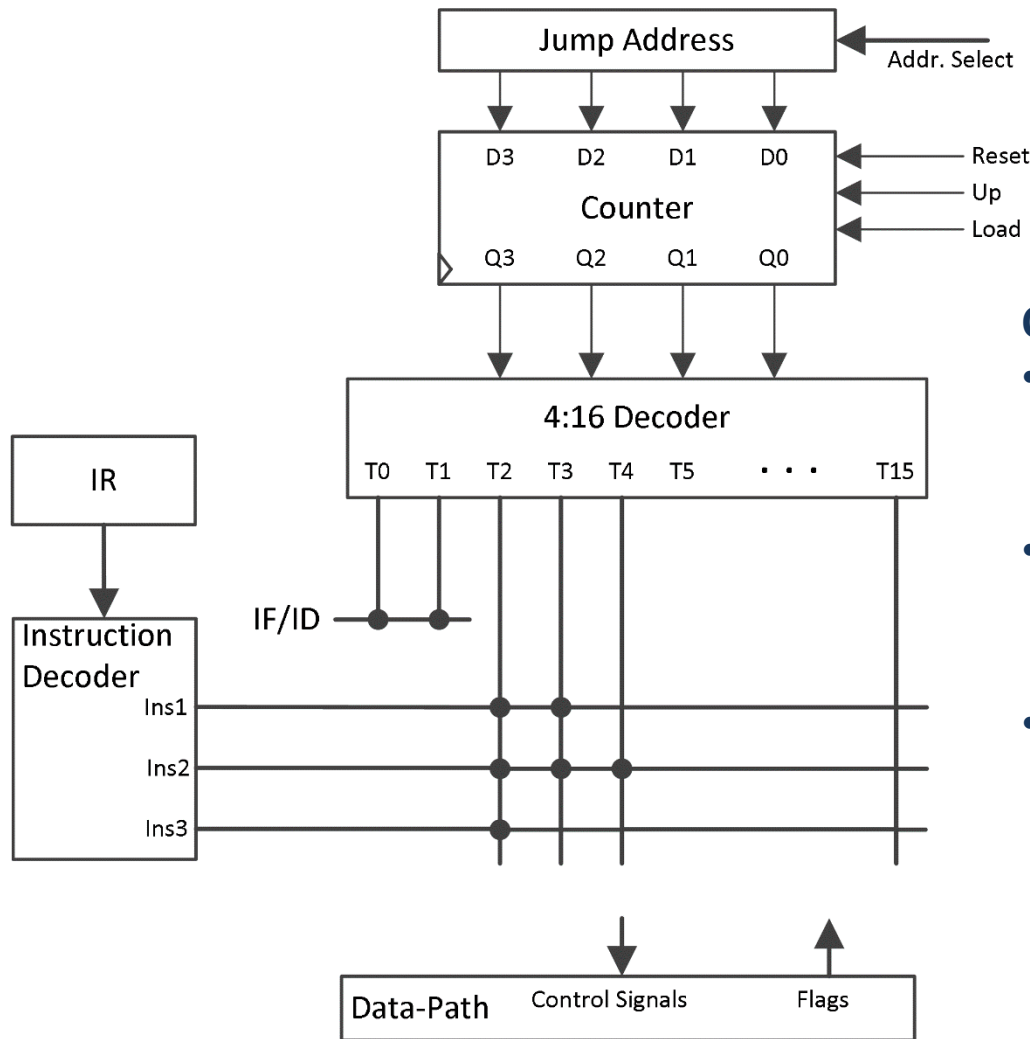 Jump Address
Addr. Select
D3 D2 D1 D0
Reset
Counter
Up
Load
Q3 Q2 Q1 Q0
4:16 Decoder
T0 T1 T2 T3 T4 T5 . . . T15
IR
IF/ID
Instruction
Decoder
Ins1
Ins2
Ins3
Data-Path
Control Signals
Flags